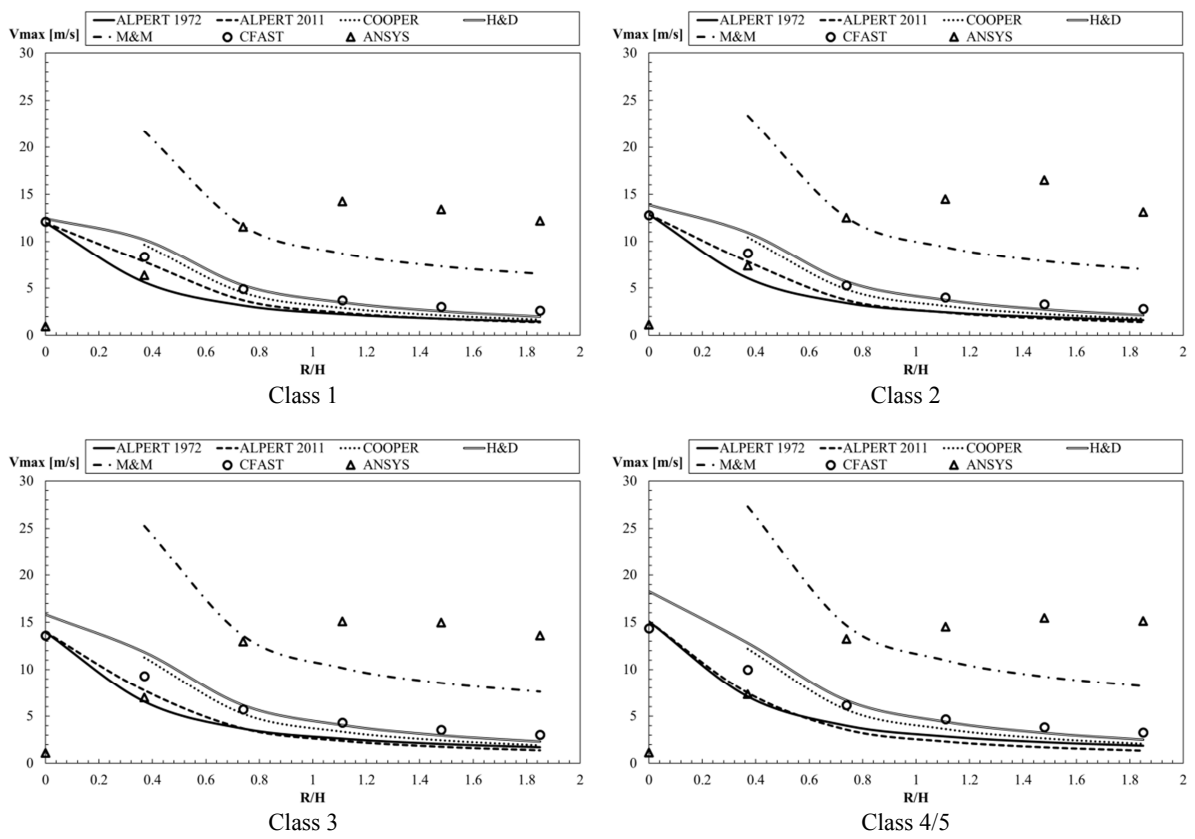 ALPERT 1972 ALPERT 2011 COOPER H&D
M&M CFAST ANSYS
Vmax [m/s]
30
25
20
15
10
5
0
0 0.2 0.4 0.6 0.8 1 1.2 1.4 1.6 1.8 2
R/H
Class 1
ALPERT 1972 ALPERT 2011 COOPER H&D
M&M CFAST ANSYS
Vmax [m/s]
30
25
20
15
10
5
0
0 0.2 0.4 0.6 0.8 1 1.2 1.4 1.6 1.8 2
R/H
Class 2
ALPERT 1972 ALPERT 2011 COOPER H&D
M&M CFAST ANSYS
Vmax [m/s]
30
25
20
15
10
5
0
0 0.2 0.4 0.6 0.8 1 1.2 1.4 1.6 1.8 2
R/H
Class 3
ALPERT 1972 ALPERT 2011 COOPER H&D
M&M CFAST ANSYS
Vmax [m/s]
30
25
20
15
10
5
0
0 0.2 0.4 0.6 0.8 1 1.2 1.4 1.6 1.8 2
R/H
Class 4/5